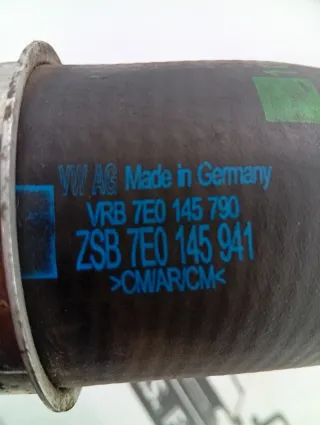 VW AG Made in Germany
VRB 7E0 145 790
ZSB 7E0 145 941
>CM/AR/CM<